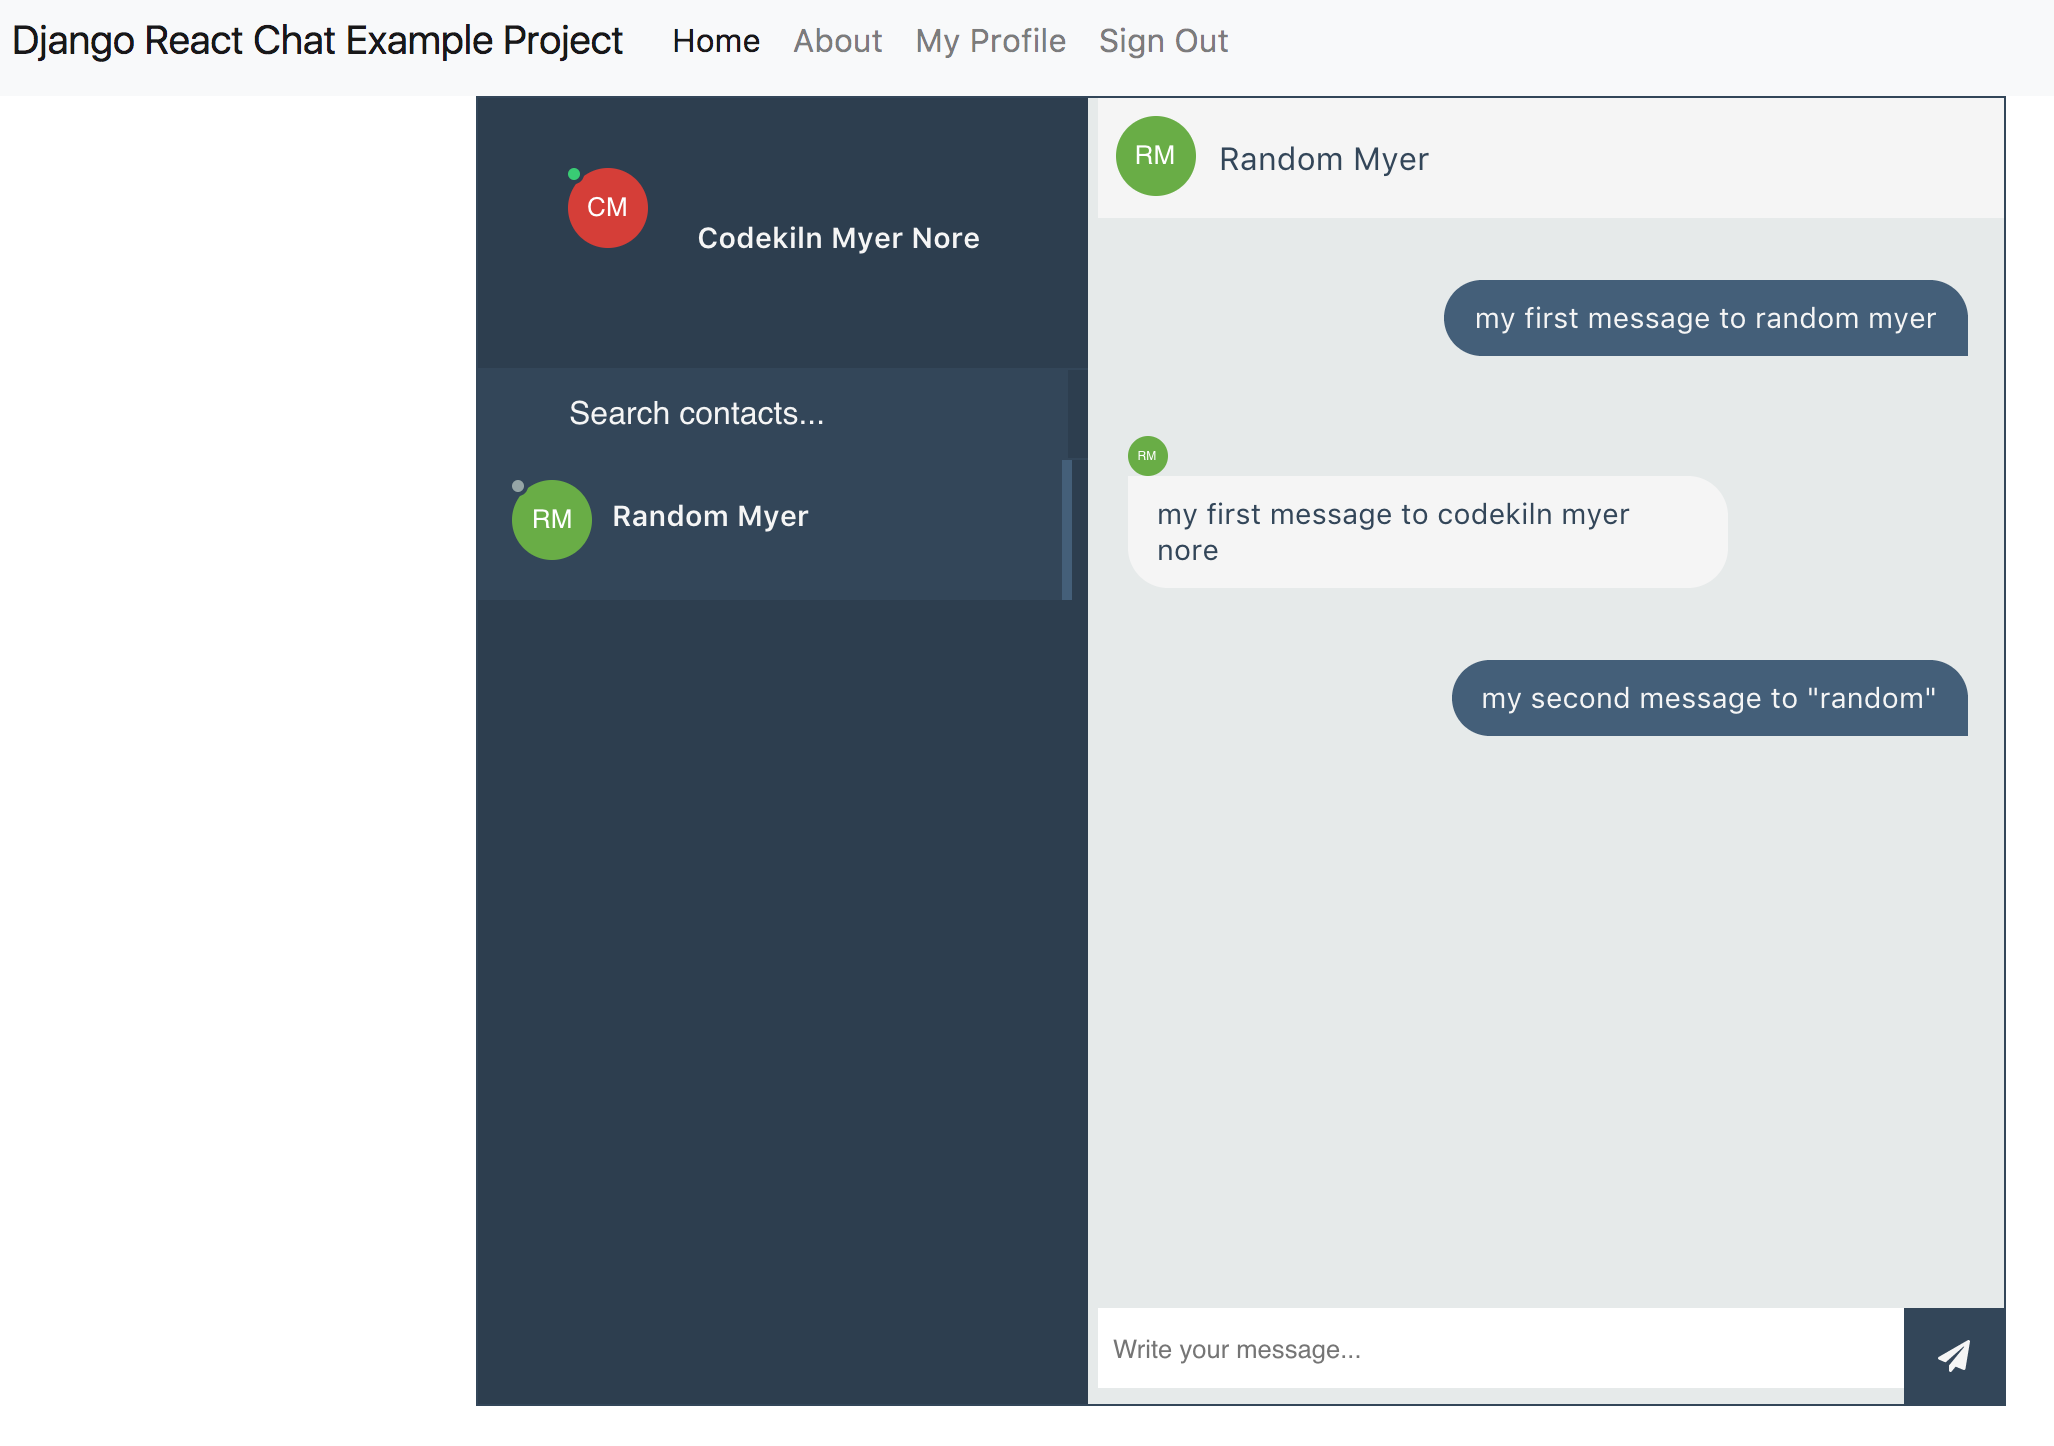 Django React Chat Example Project Home About My Profile Sign Out
CM
Codekiln Myer Nore
Search contacts...
RM
Random Myer
RM
Random Myer
my first message to random myer
RM
my first message to codekiln myer
nore
my second message to "random"
Write your message...